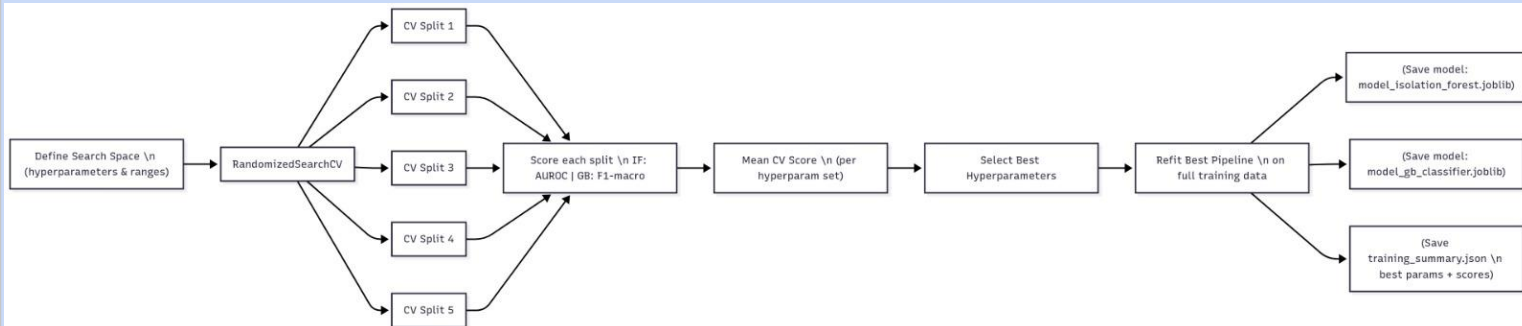 Define Search Space \n
(hyperparameters & ranges)
RandomizedSearchCV
CV Split 1
CV Split 2
CV Split 3
CV Split 4
CV Split 5
Score each split \n IF:
AUROC | GB: F1-macro
Mean CV Score \n (per
hyperparam set)
Select Best
Hyperparameters
Refit Best Pipeline \n on
full training data
(Save model:
model_isolation_forest.joblib)
(Save model:
model_gb_classifier.joblib)
(Save
training_summary.json \n
best params + scores)